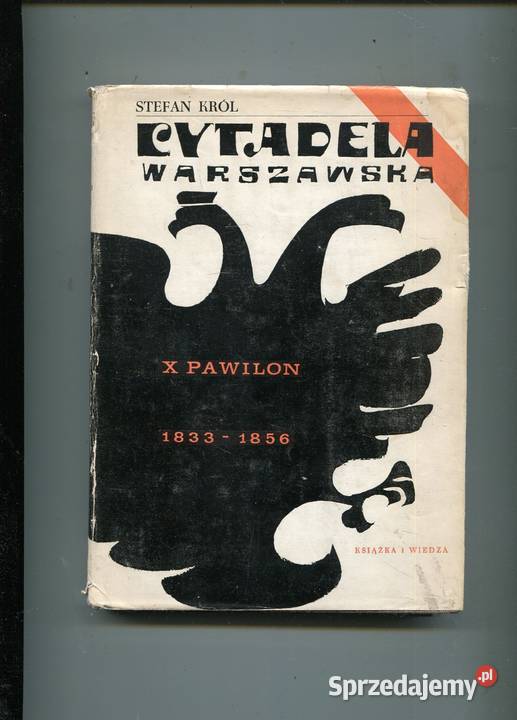 STEFAN KRÓL
CYTADELA
WARSZAWSKA
X PAWILON
1833 - 1856
KSIĄŻKA I WIEDZA
Sprzedajemy.pl